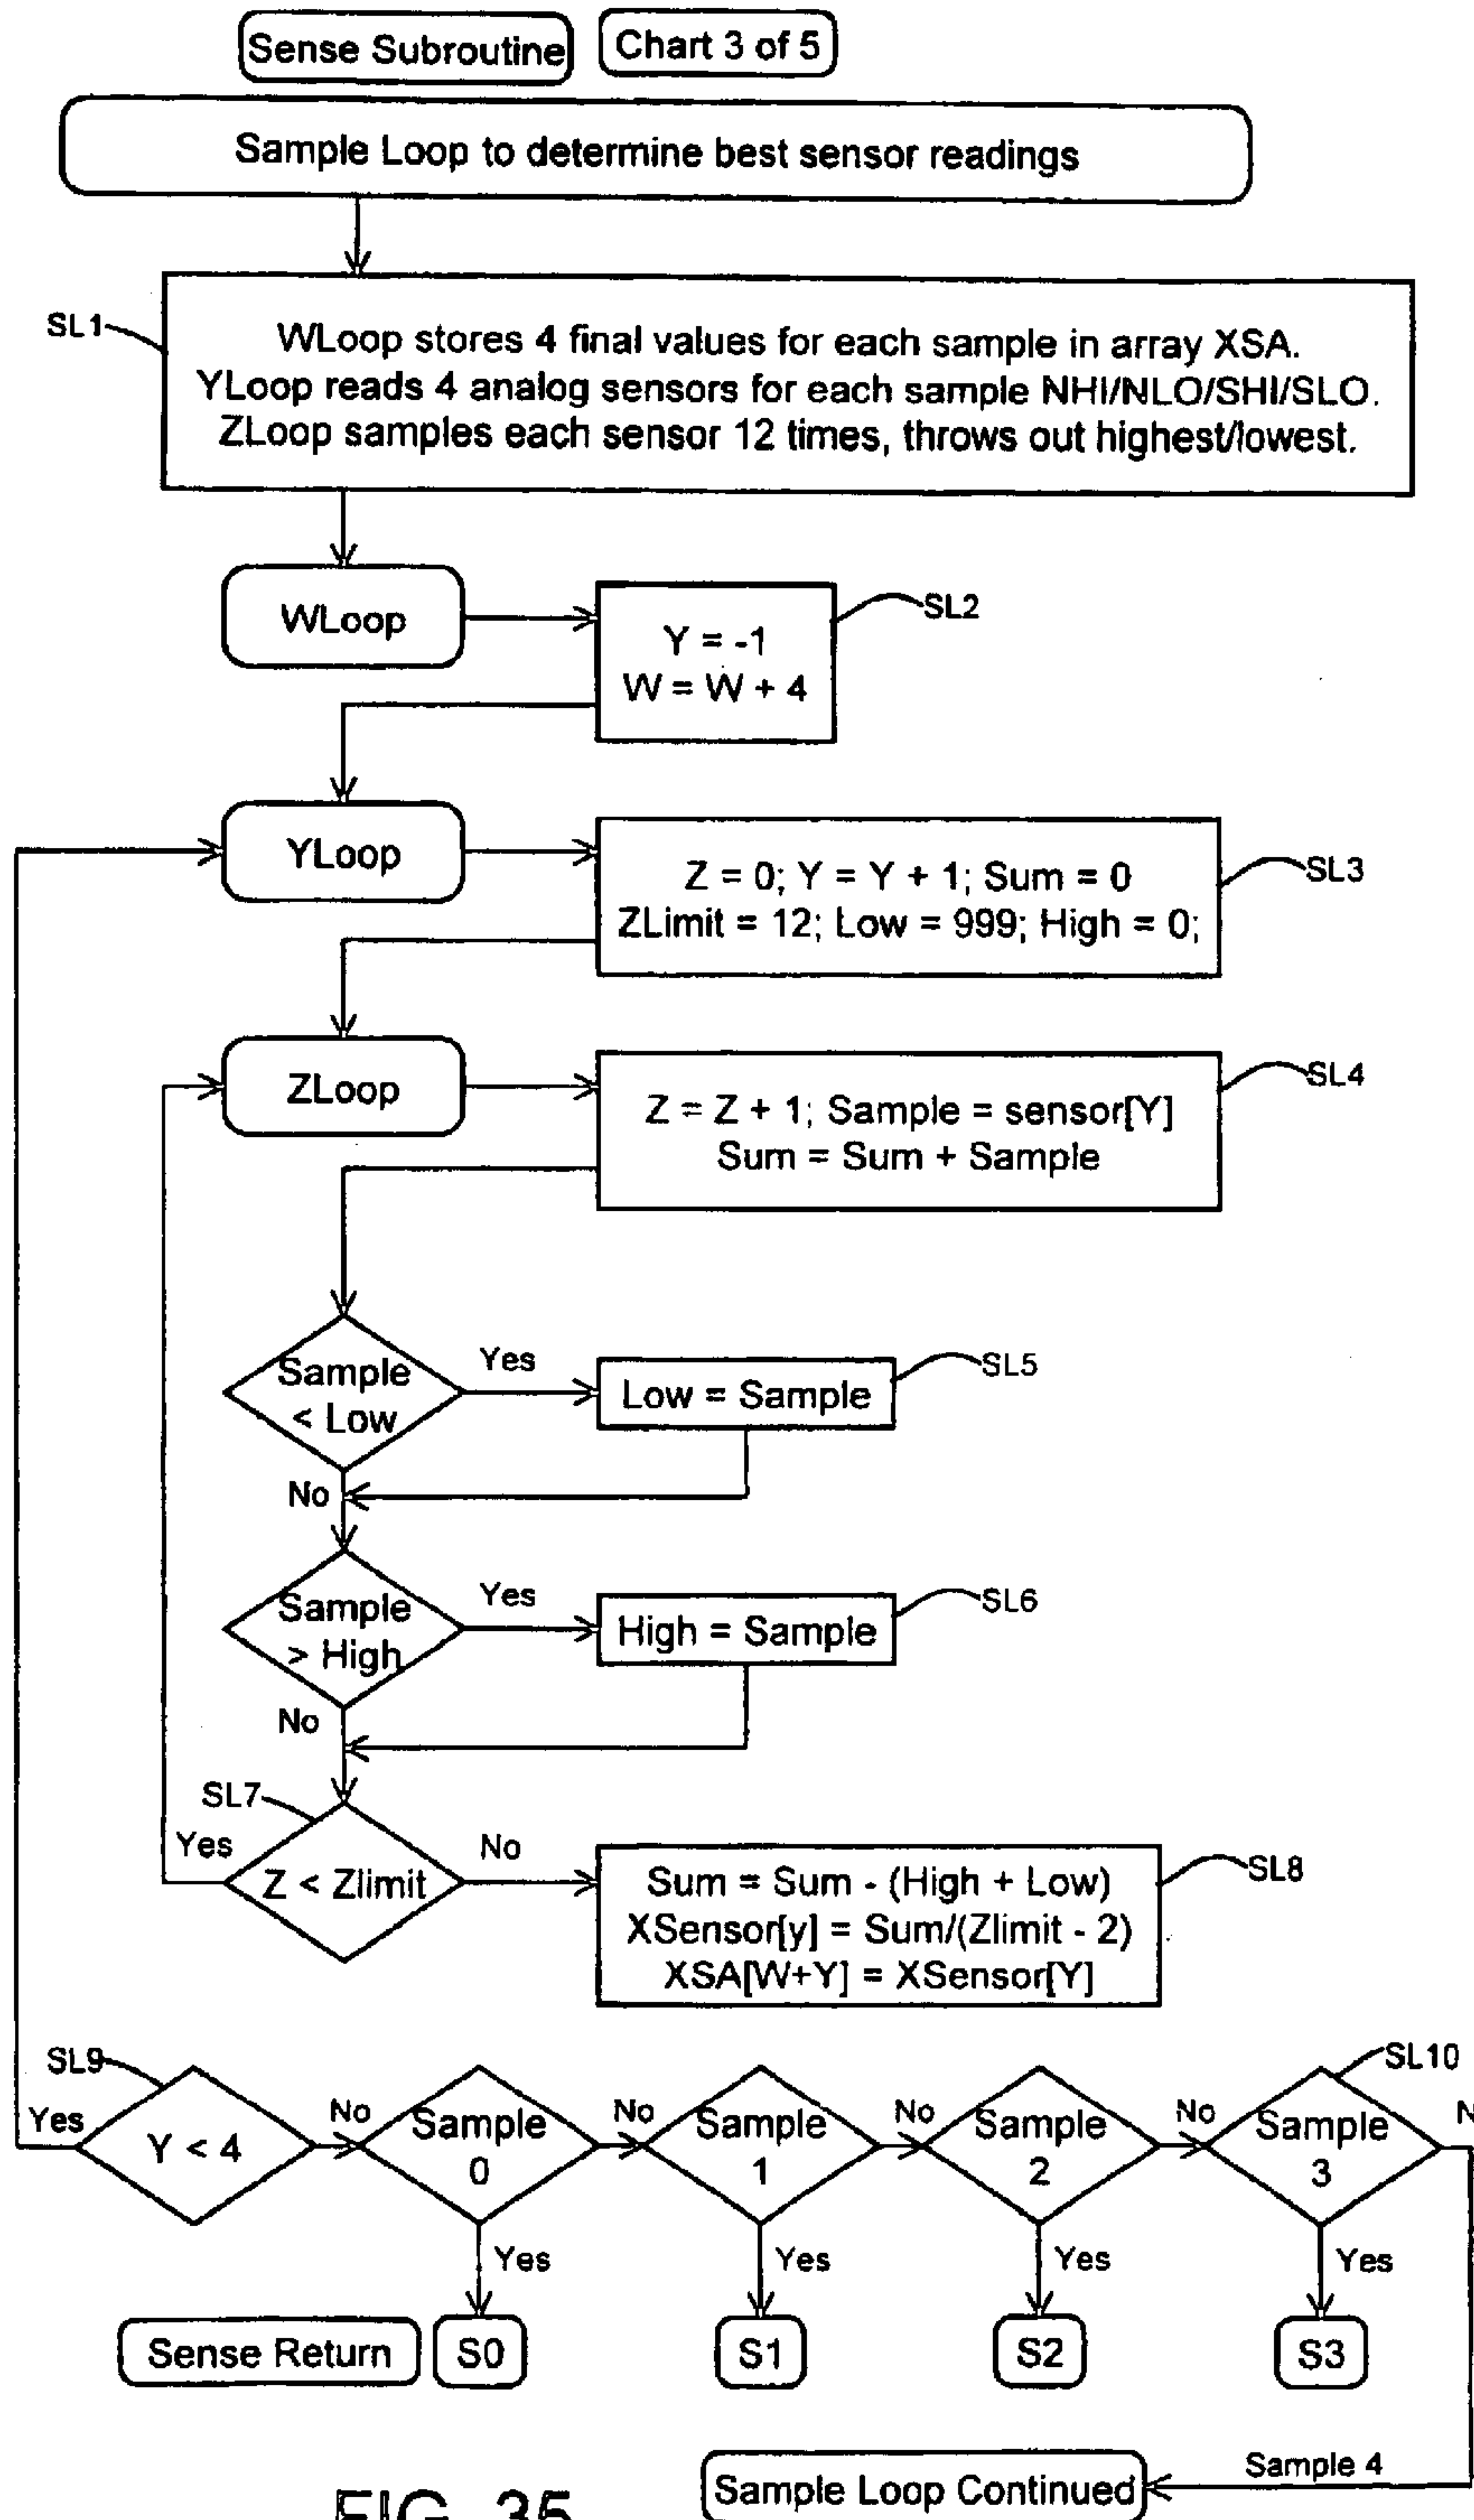 Sense Subroutine
Chart 3 of 5
Sample Loop to determine best sensor readings
SL1
WLoop stores 4 final values for each sample in array XSA.
YLoop reads 4 analog sensors for each sample NHI/NLO/SHI/SLO.
ZLoop samples each sensor 12 times, throws out highest/lowest.
WLoop
Y = -1
W = W + 4
SL2
YLoop
Z = 0; Y = Y + 1; Sum = 0
ZLimit = 12; Low = 999; High = 0;
SL3
ZLoop
Z = Z + 1; Sample = sensor[Y]
Sum = Sum + Sample
SL4
Sample
< Low
Yes
Low = Sample
SL5
No
Sample
> High
Yes
High = Sample
SL6
No
SL7
Yes
Z < Zlimit
No
Sum = Sum - (High + Low)
XSensor[y] = Sum/(Zlimit - 2)
XSA[W+Y] = XSensor[Y]
SL8
SL9
Yes
Y < 4
No
Sample
0
No
Sample
1
No
Sample
2
No
Sample
3
SL10
Yes
Yes
Yes
Yes
Sense Return
S0
S1
S2
S3
Sample 4
Sample Loop Continued
FIG. 35